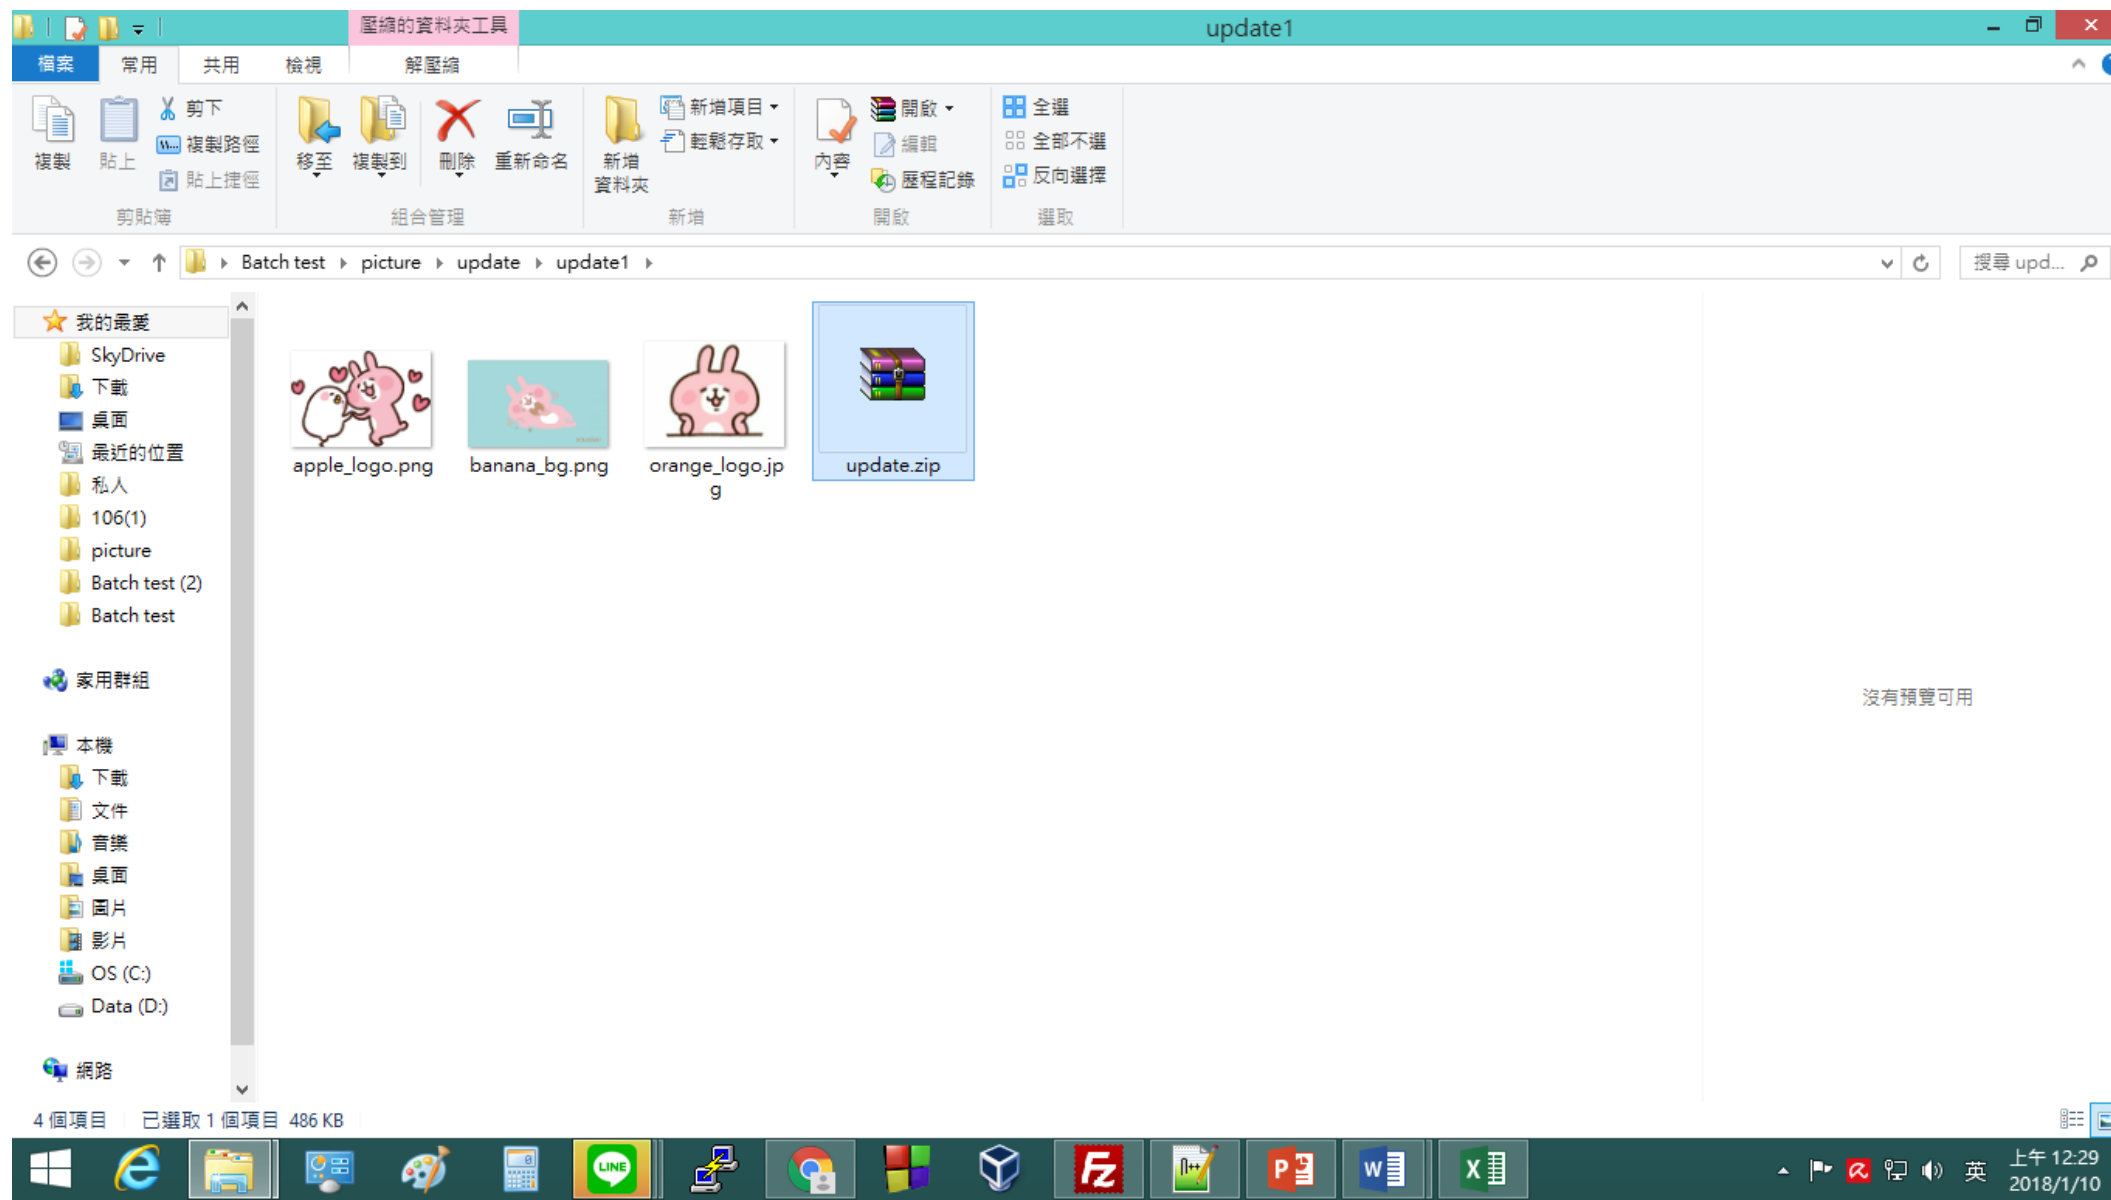 壓縮的資料夾工具
update1
檔案 常用 共用 檢視 解壓縮
複製
貼上
剪下
複製路徑
貼上捷徑
剪貼簿
移至
複製到
刪除
重新命名
組合管理
新增
資料夾
新增項目
輕鬆存取
新增
內容
開啟
編輯
歷程記錄
開啟
全選
全部不選
反向選擇
選取
Batch test picture update update1
搜尋 upd...
我的最愛
SkyDrive
下載
桌面
最近的位置
私人
106(1)
picture
Batch test (2)
Batch test
家用群組
本機
下載
文件
音樂
桌面
圖片
影片
OS (C:)
Data (D:)
網路
apple_logo.png
banana_bg.png
orange_logo.jp
g
update.zip
沒有預覽可用
4 個項目 已選取 1 個項目 486 KB
LINE
英
上午 12:29
2018/1/10